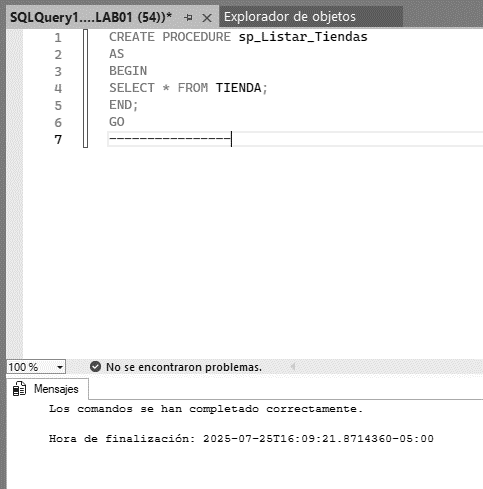 SQLQuery1....LAB01 (54))* Explorador de objetos
1 CREATE PROCEDURE sp_Listar_Tiendas
2 AS
3 BEGIN
4 SELECT * FROM TIENDA;
5 END;
6 GO
7 ----------------
100 % No se encontraron problemas.
Mensajes
Los comandos se han completado correctamente.
Hora de finalización: 2025-07-25T16:09:21.8714360-05:00